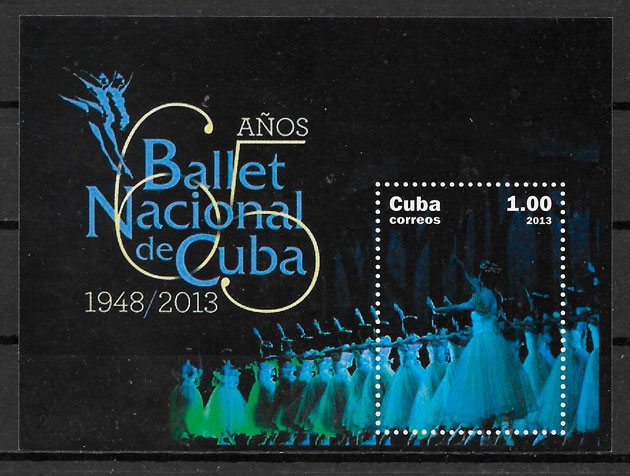 65 AÑOS
Ballet
Nacional
de Cuba
1948/2013
Cuba 1.00
correos 2013